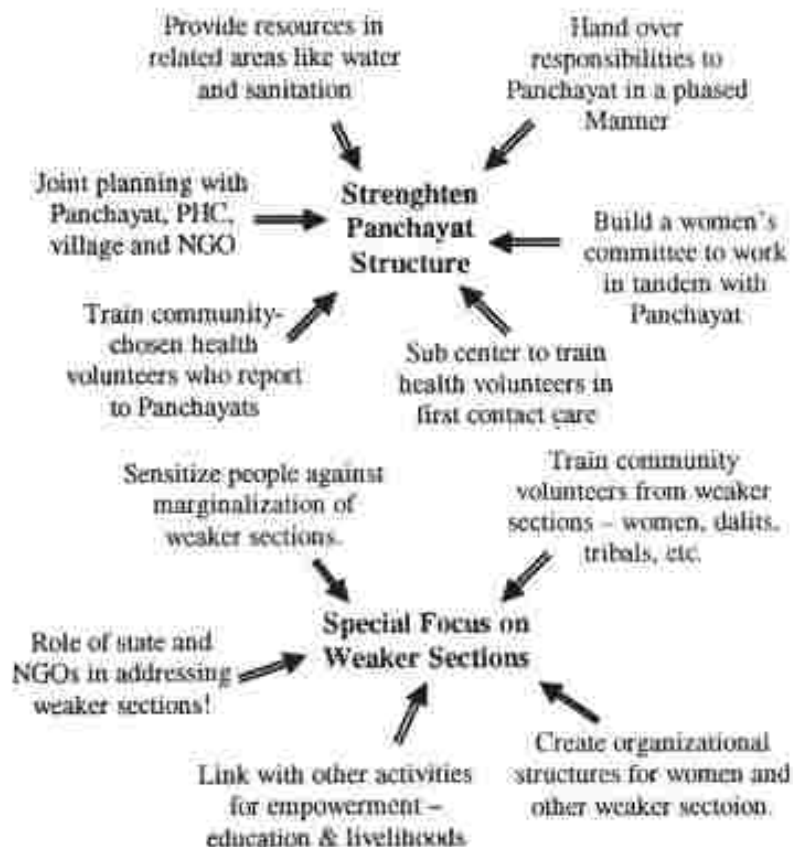 Provide resources in
related areas like water
and sanitation
Hand over
responsibilities to
Panchayat in a phased
Manner
Joint planning with
Panchayat, PHC,
village and NGO
Strenghten
Panchayat
Structure
Build a women's
committee to work
in tandem with
Panchayat
Train community-
chosen health
volunteers who report
to Panchayats
Sub center to train
health volunteers in
first contact care
Sensitize people against
marginalization of
weaker sections.
Train community
volunteers from weaker
sections – women, dalits,
tribals, etc.
Special Focus on
Weaker Sections
Role of state and
NGOs in addressing
weaker sections!
Link with other activities
for empowerment –
education & livelihoods
Create organizational
structures for women and
other weaker sectoion.